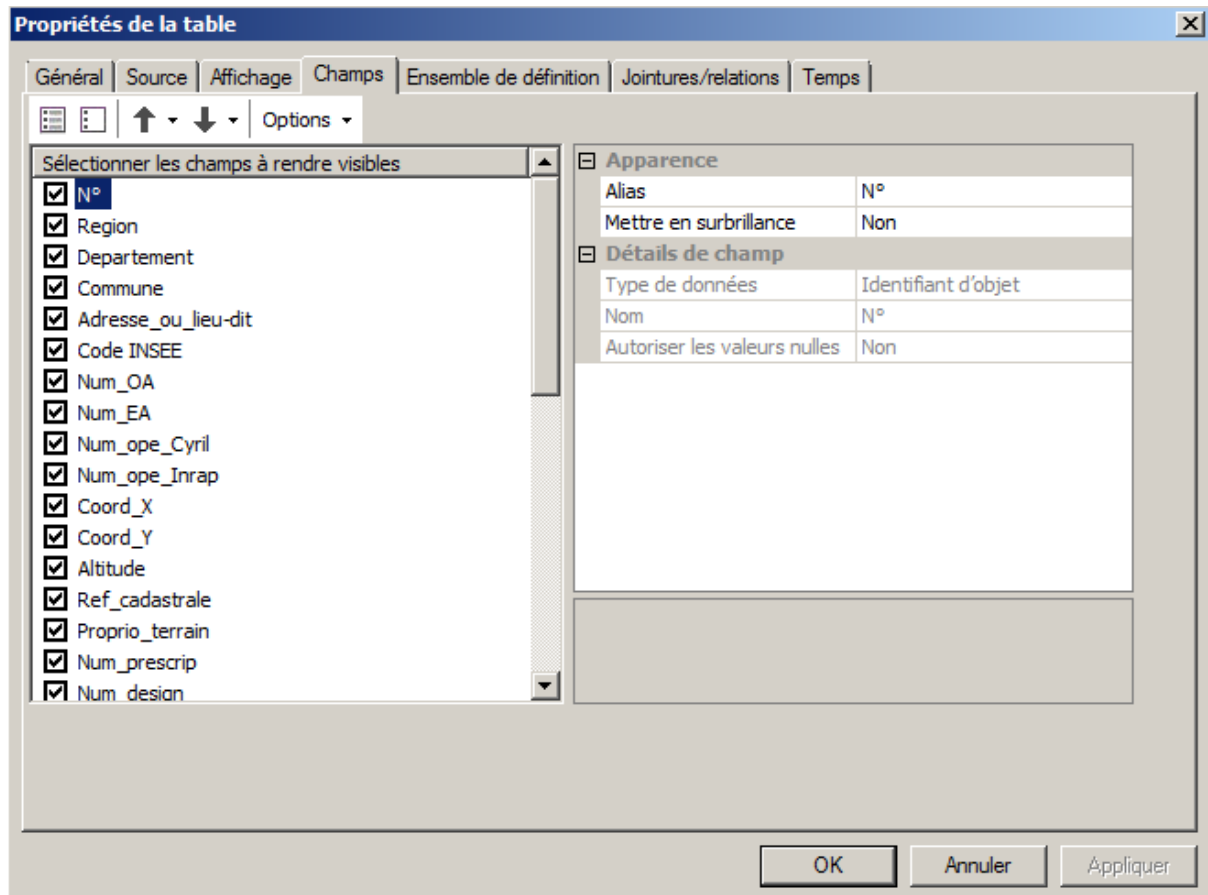 Propriétés de la table
Général Source Affichage Champs Ensemble de définition Jointures/relations Temps
Options
Sélectionner les champs à rendre visibles
N°
Region
Departement
Commune
Adresse_ou_lieu-dit
Code INSEE
Num_OA
Num_EA
Num_ope_Cyril
Num_ope_Inrap
Coord_X
Coord_Y
Altitude
Ref_cadastrale
Proprio_terrain
Num_prescrip
Num_design
Apparence
Alias N°
Mettre en surbrillance Non
Détails de champ
Type de données Identifiant d'objet
Nom N°
Autoriser les valeurs nulles Non
OK Annuler Appliquer